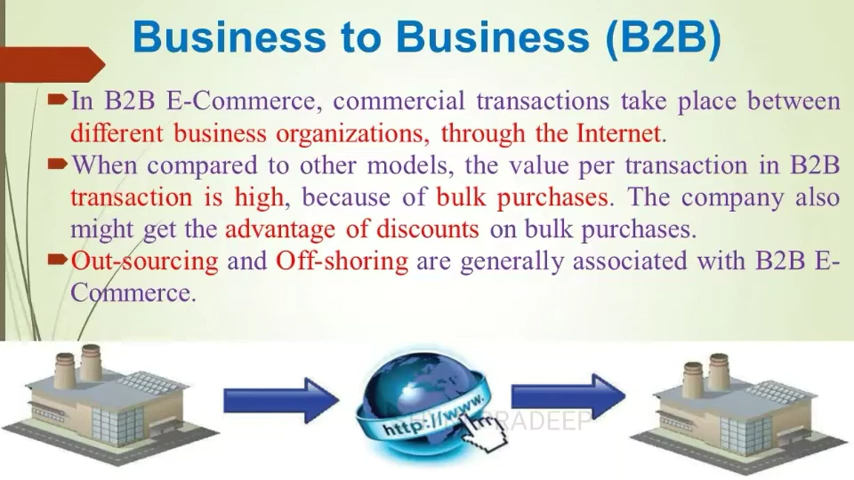 Business to Business (B2B)
In B2B E-Commerce, commercial transactions take place between
different business organizations, through the Internet.
When compared to other models, the value per transaction in B2B
transaction is high, because of bulk purchases. The company also
might get the advantage of discounts on bulk purchases.
Out-sourcing and Off-shoring are generally associated with B2B E-
Commerce.
http://www.
PRADEEP